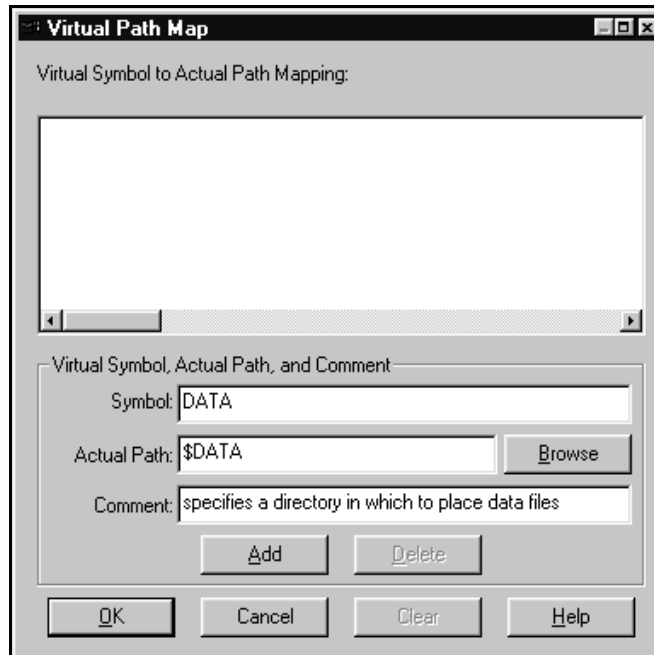 Virtual Path Map
Virtual Symbol to Actual Path Mapping:
Virtual Symbol, Actual Path, and Comment
Symbol: DATA
Actual Path: $DATA Browse
Comment: specifies a directory in which to place data files
Add Delete
OK Cancel Clear Help